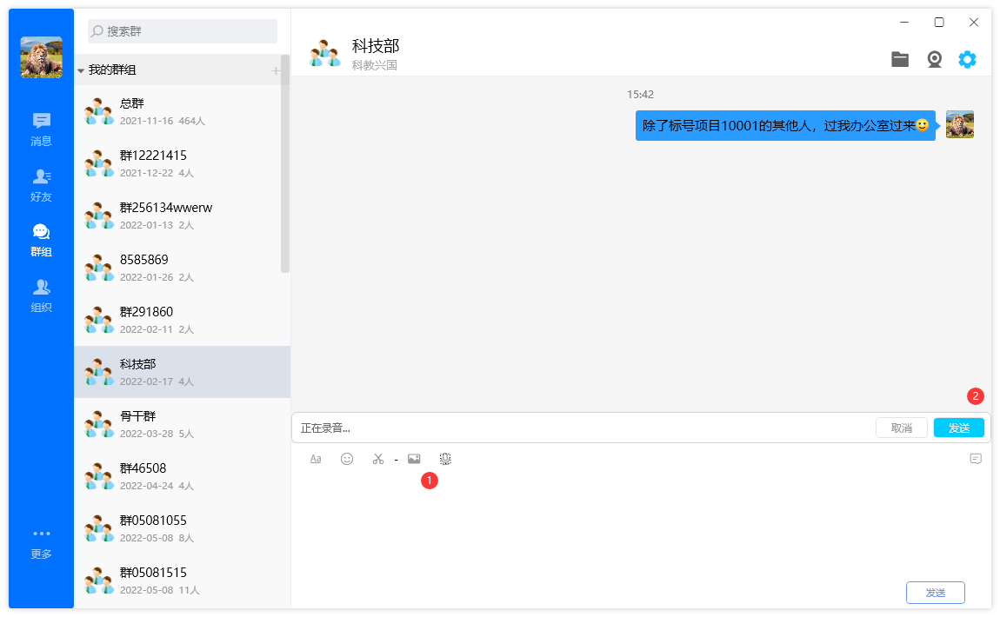 搜索群
我的群组
总群
2021-11-16 464人
群12221415
2021-12-22 4人
群256134wwerw
2022-01-13 2人
8585869
2022-01-26 2人
群291860
2022-02-11 2人
科技部
2022-02-17 4人
骨干群
2022-03-28 5人
群46508
2022-04-24 4人
群05081055
2022-05-08 8人
群05081515
2022-05-08 11人
消息
好友
群组
组织
更多
科技部
科教兴国
15:42
除了标号项目10001的其他人，过我办公室过来
2
正在录音...
取消
发送
Aa
1
发送